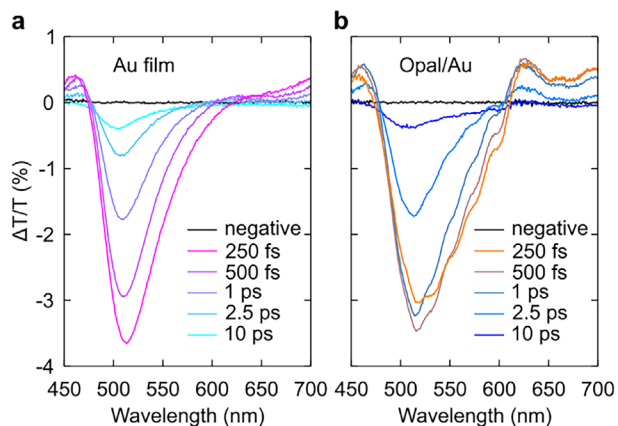 a
b
Au film
Opal/Au
ΔT/T (%)
1
0
-1
-2
-3
-4
negative
250 fs
500 fs
1 ps
2.5 ps
10 ps
negative
250 fs
500 fs
1 ps
2.5 ps
10 ps
450 500 550 600 650 700
450 500 550 600 650 700
Wavelength (nm)
Wavelength (nm)